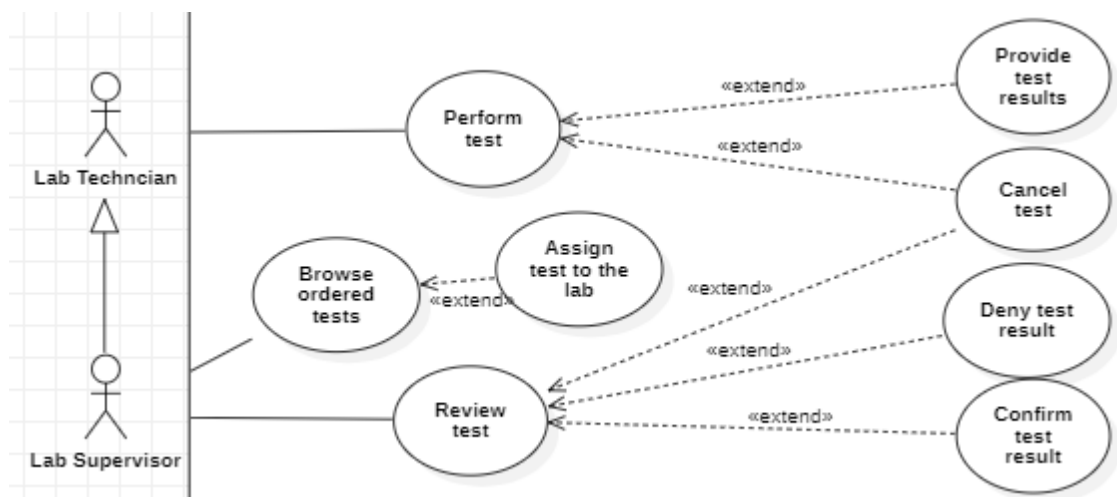 Provide
test
results
«extend»
Perform
test
«extend»
Lab Techncian
Cancel
test
Assign
test to the
lab
Browse
ordered
tests
«extend»
«extend»
Deny test
result
«extend»
Review
test
«extend»
Confirm
test
result
Lab Supervisor